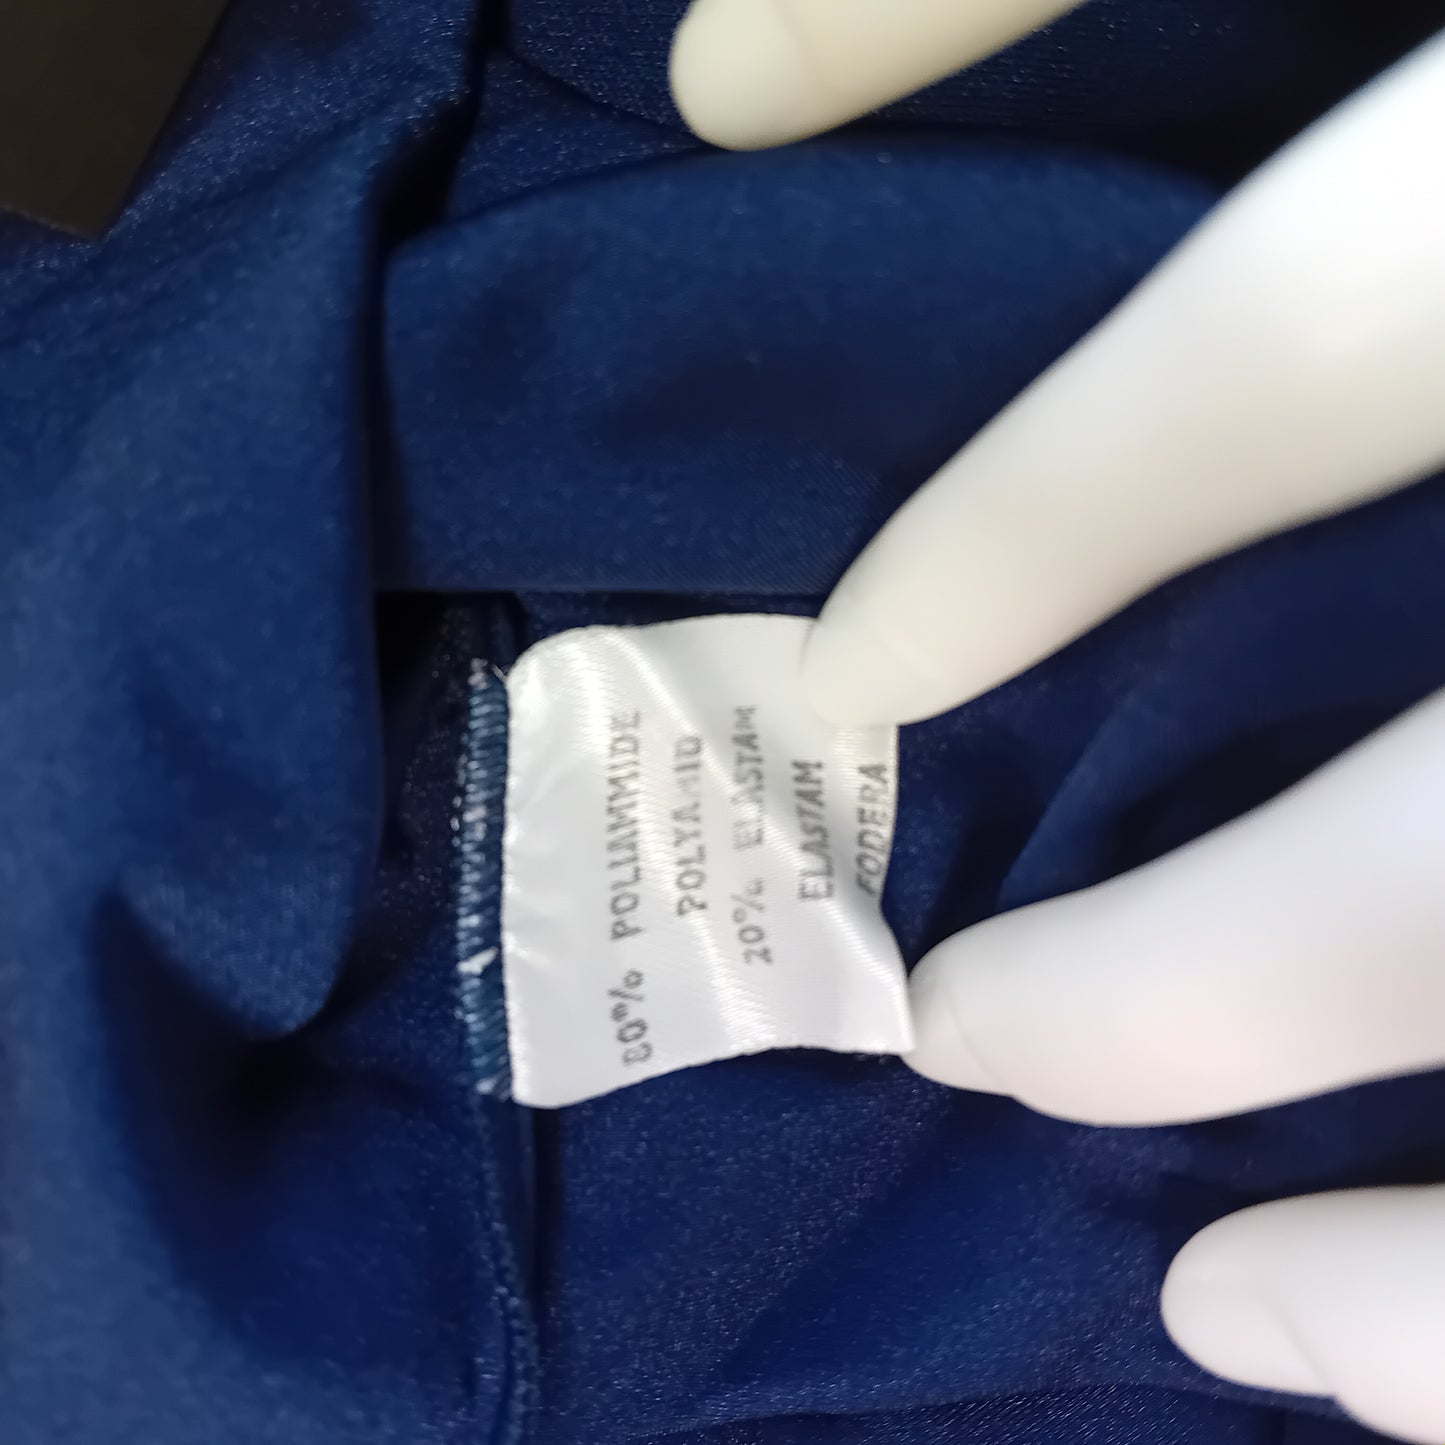 80% POLIAMMIDE
POLYAMID
20% ELASTAM
ELASTAM
FODERA